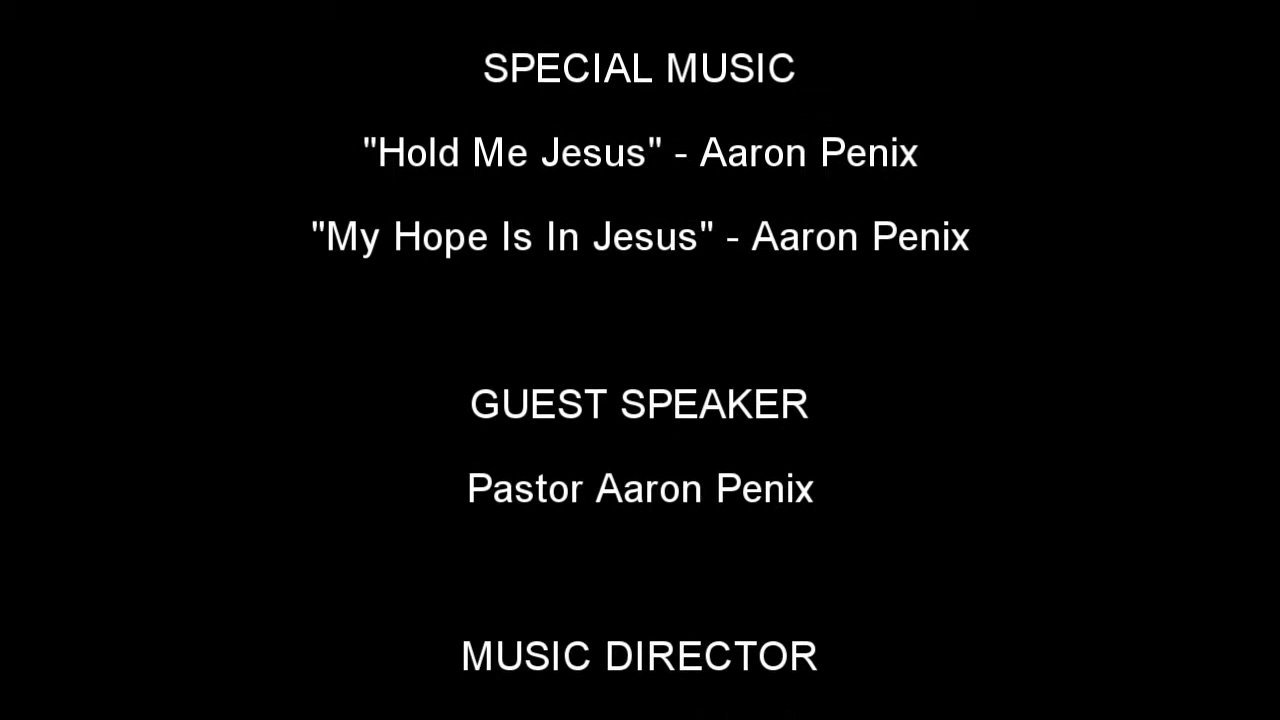 SPECIAL MUSIC
"Hold Me Jesus" - Aaron Penix
"My Hope Is In Jesus" - Aaron Penix
GUEST SPEAKER
Pastor Aaron Penix
MUSIC DIRECTOR